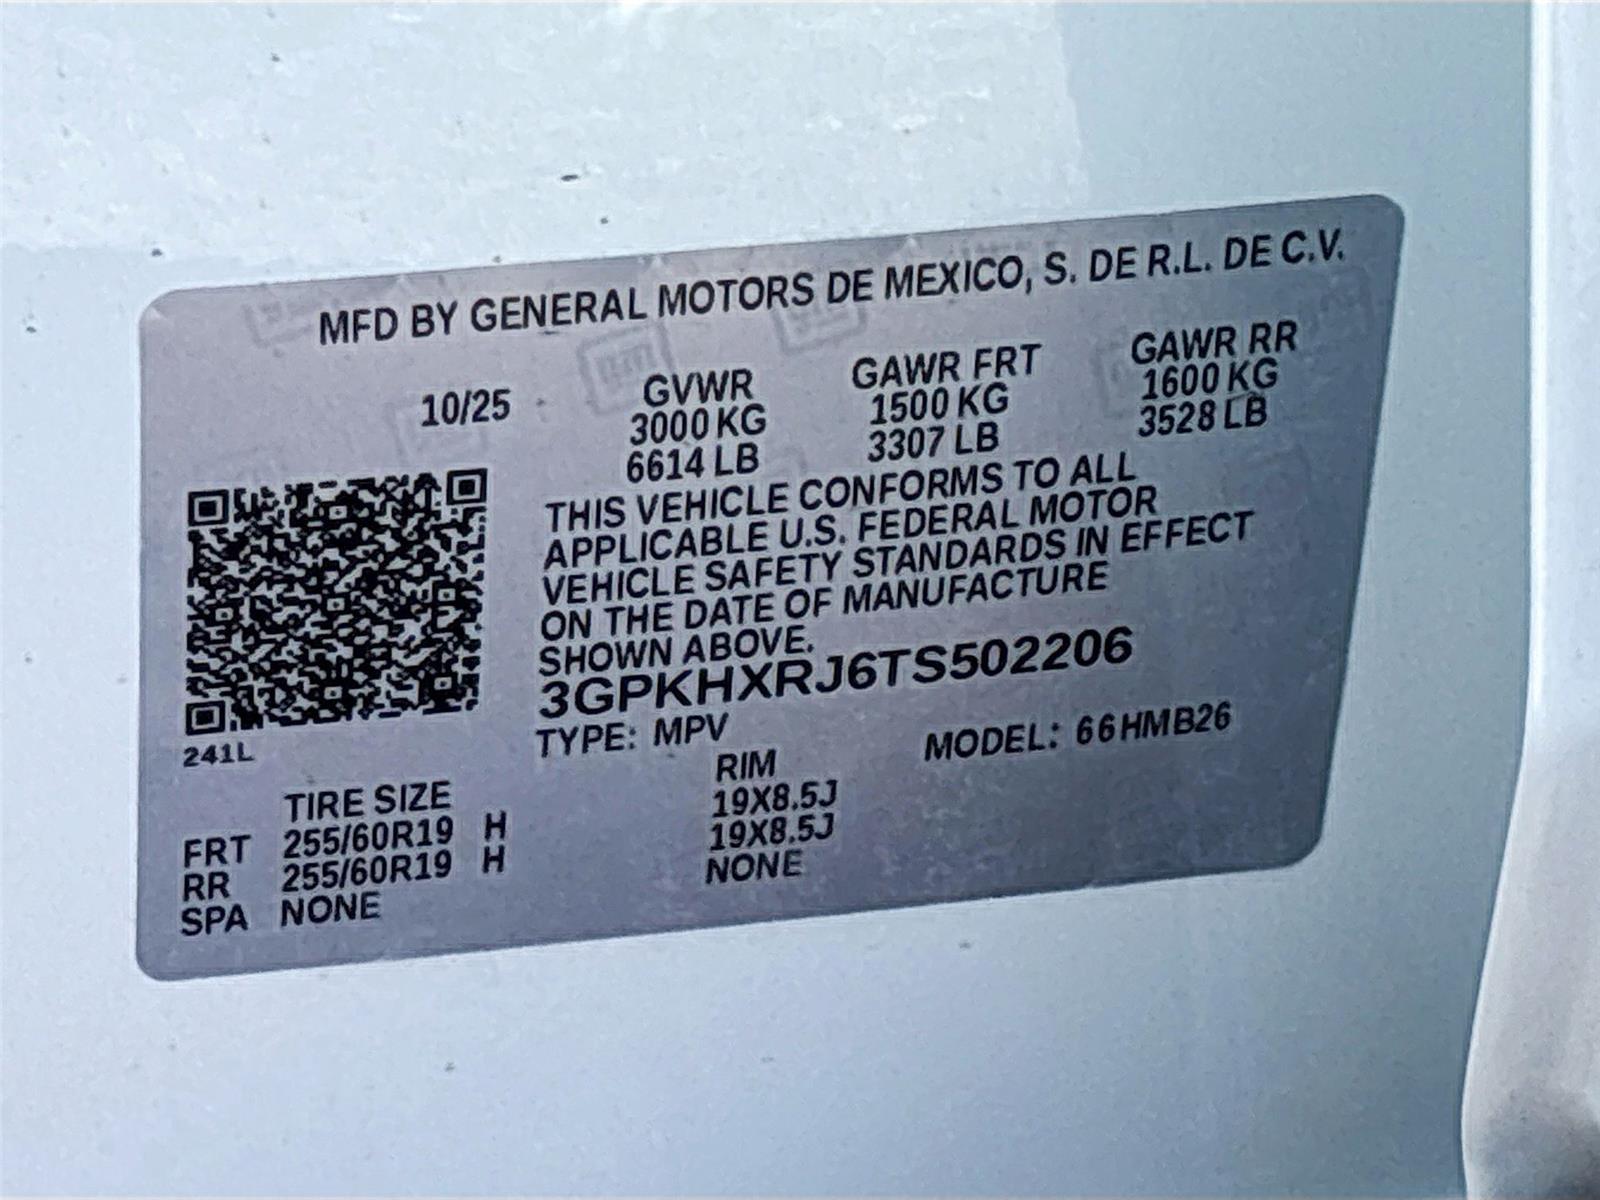 MFD BY GENERAL MOTORS DE MEXICO, S. DE R.L. DE C.V.
10/25 GVWR GAWR FRT GAWR RR
3000 KG 1500 KG 1600 KG
6614 LB 3307 LB 3528 LB
THIS VEHICLE CONFORMS TO ALL
APPLICABLE U.S. FEDERAL MOTOR
VEHICLE SAFETY STANDARDS IN EFFECT
ON THE DATE OF MANUFACTURE
SHOWN ABOVE.
3GPKHXRJ6TS502206
TYPE: MPV MODEL: 66HMB26
241L
TIRE SIZE RIM
FRT 255/60R19 H 19X8.5J
RR 255/60R19 H 19X8.5J
SPA NONE NONE